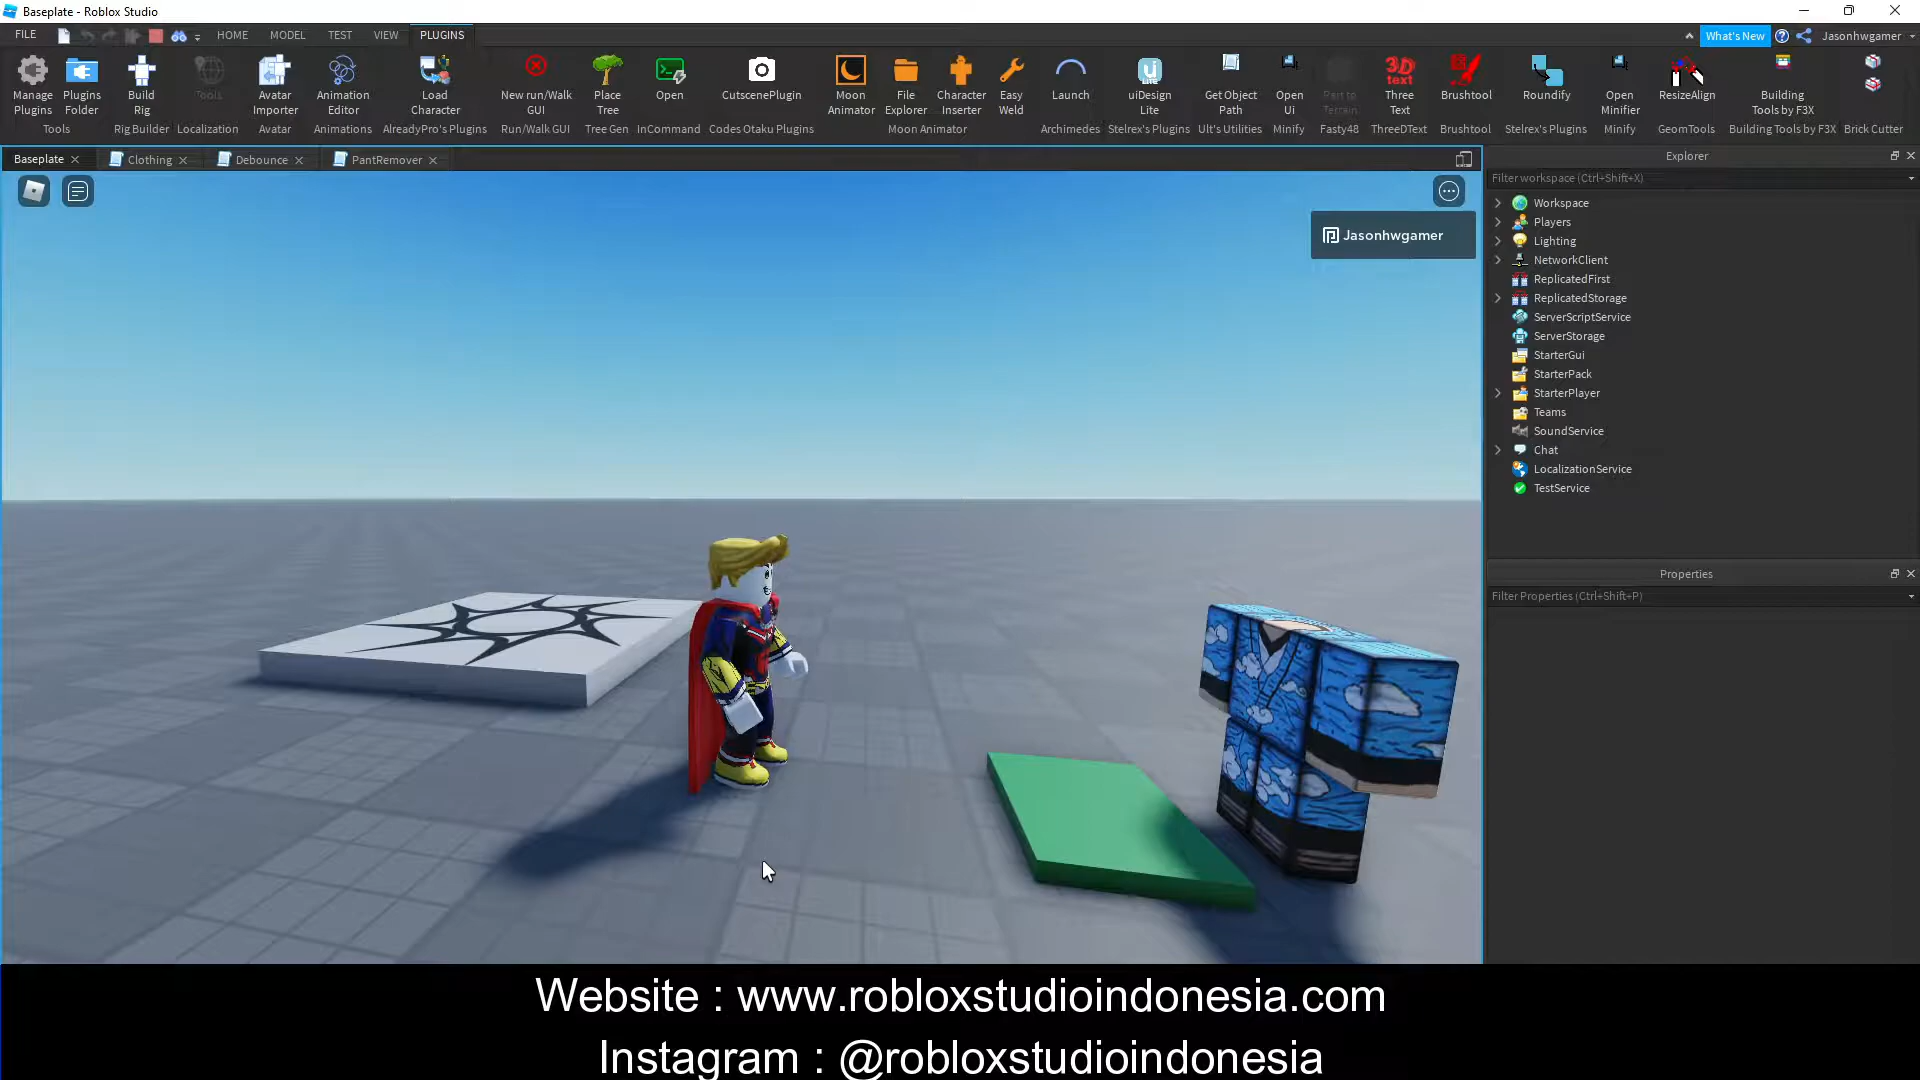 Baseplate - Roblox Studio
FILE HOME MODEL TEST VIEW PLUGINS What's New Jasonhwgamer
Manage Plugins
Plugins Folder
Tools
Build Rig
Rig Builder
Tools
Localization
Avatar Importer
Avatar
Animation Editor
Animations
Load Character
AlreadyPro's Plugins
New run/Walk GUI
Run/Walk GUI
Place Tree
Tree Gen
Open
InCommand
CutscenePlugin
Codes Otaku Plugins
Moon Animator
File Explorer
Character Inserter
Easy Weld
Moon Animator
Launch
Archimedes
uiDesign Lite
Stelrex's Plugins
Get Object Path
Ult's Utilities
Open Ui
Minify
Part to Terrain
Fasty48
3D text
Three Text
ThreeDText
Brushtool
Brushtool
Roundify
Stelrex's Plugins
Open Minifier
Minify
ResizeAlign
GeomTools
Building Tools by F3X
Building Tools by F3X
Brick Cutter
Baseplate Clothing Debounce PantRemover
Jasonhwgamer
Explorer
Filter workspace (Ctrl+Shift+X)
Workspace
Players
Lighting
NetworkClient
ReplicatedFirst
ReplicatedStorage
ServerScriptService
ServerStorage
StarterGui
StarterPack
StarterPlayer
Teams
SoundService
Chat
LocalizationService
TestService
Properties
Filter Properties (Ctrl+Shift+P)
Website : www.robloxstudioindonesia.com
Instagram : @robloxstudioindonesia